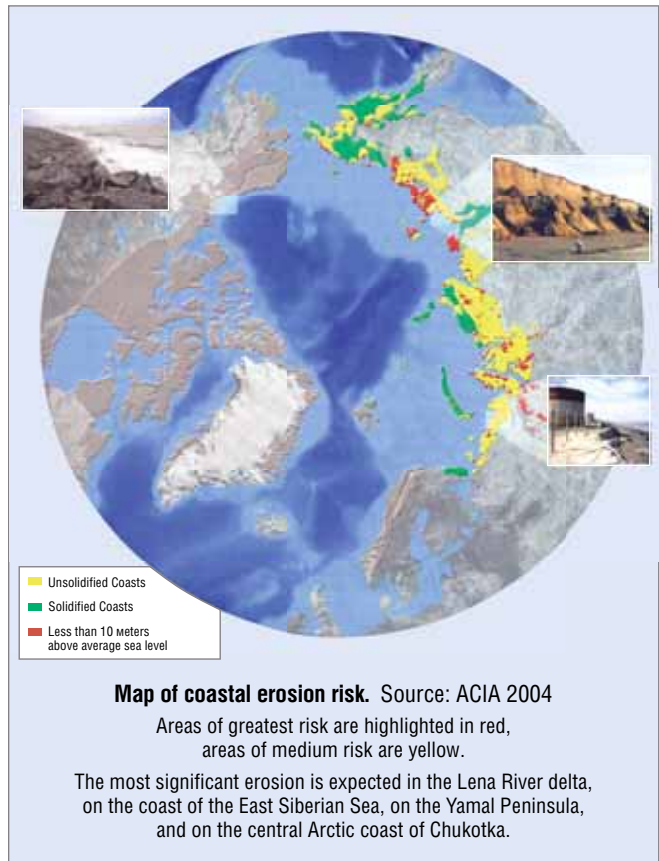 Unsolidified Coasts
Solidified Coasts
Less than 10 мeters
above average sea level
Map of coastal erosion risk. Source: ACIA 2004
Areas of greatest risk are highlighted in red,
areas of medium risk are yellow.
The most significant erosion is expected in the Lena River delta,
on the coast of the East Siberian Sea, on the Yamal Peninsula,
and on the central Arctic coast of Chukotka.